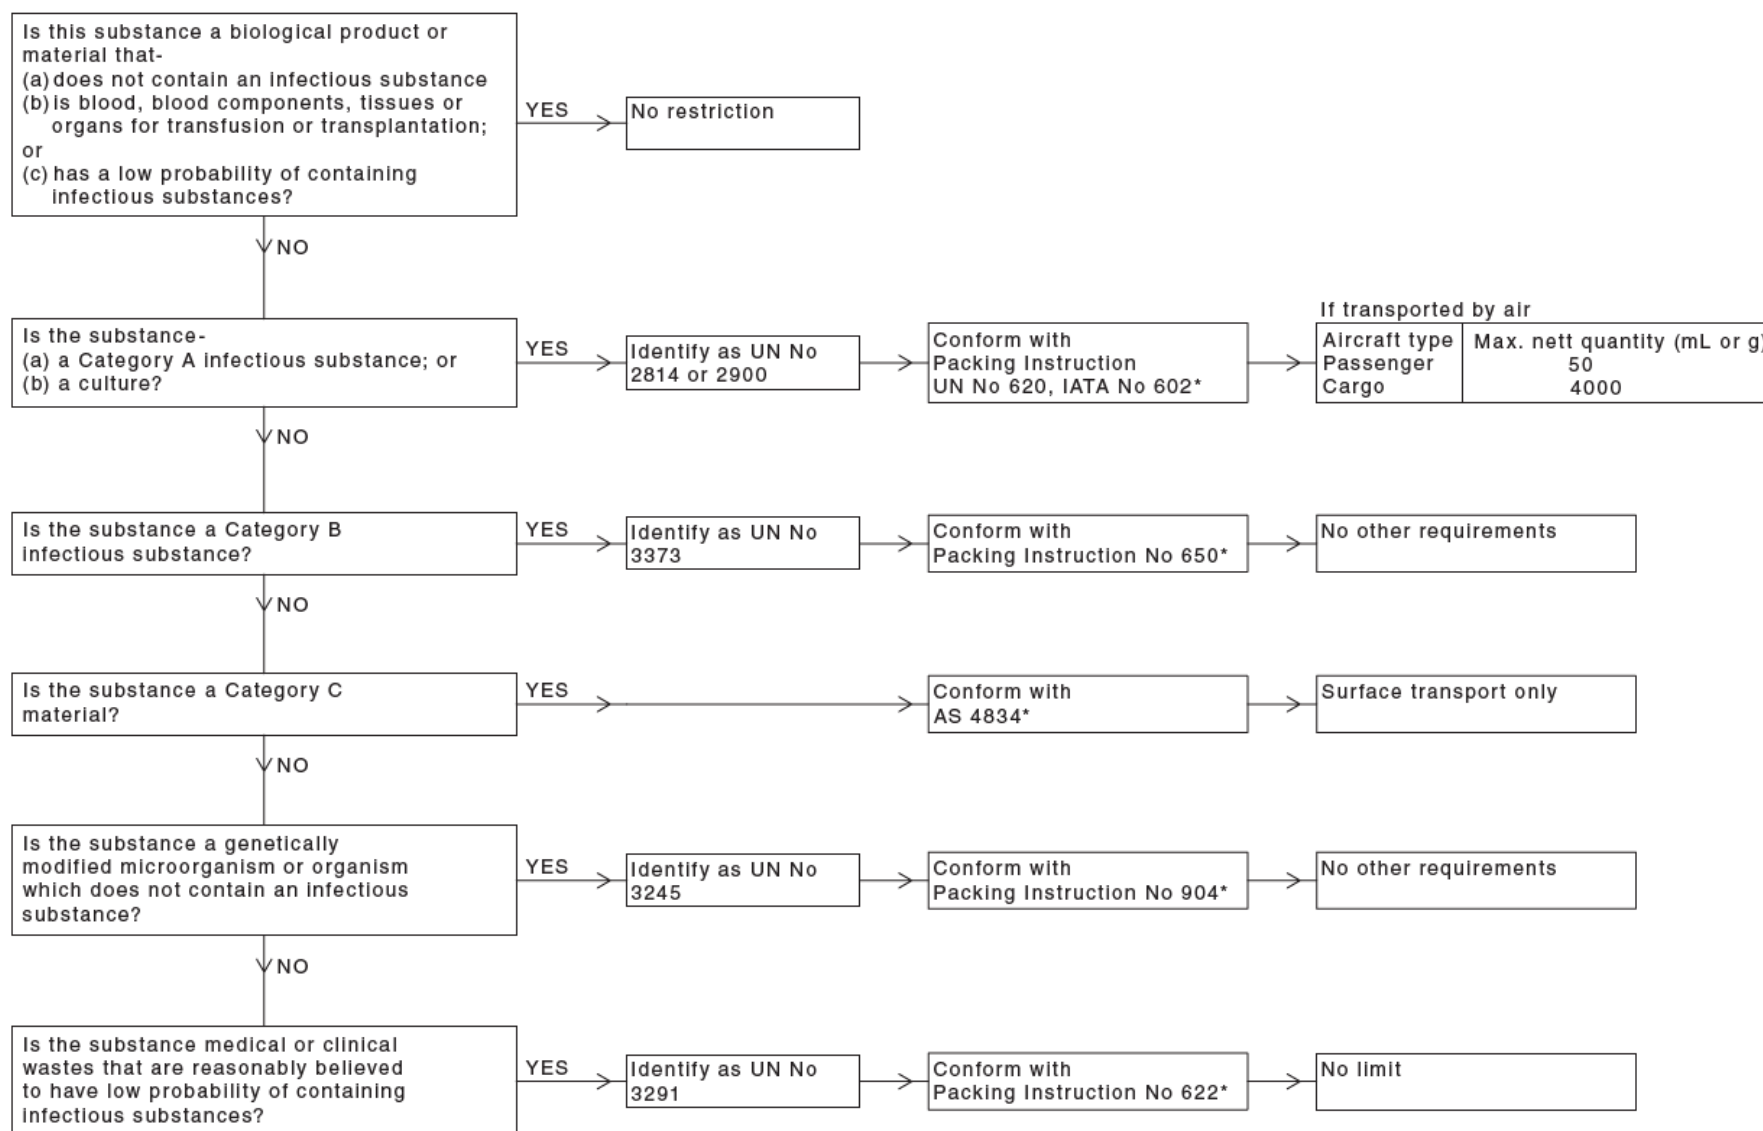 Is this substance a biological product or
material that-
(a) does not contain an infectious substance
(b) is blood, blood components, tissues or
organs for transfusion or transplantation;
or
(c) has a low probability of containing
infectious substances?
YES
No restriction
NO
Is the substance-
(a) a Category A infectious substance; or
(b) a culture?
YES
Identify as UN No
2814 or 2900
Conform with
Packing Instruction
UN No 620, IATA No 602*
If transported by air
Aircraft type Max. nett quantity (mL or g)
Passenger 50
Cargo 4000
NO
Is the substance a Category B
infectious substance?
YES
Identify as UN No
3373
Conform with
Packing Instruction No 650*
No other requirements
NO
Is the substance a Category C
material?
YES
Conform with
AS 4834*
Surface transport only
NO
Is the substance a genetically
modified microorganism or organism
which does not contain an infectious
substance?
YES
Identify as UN No
3245
Conform with
Packing Instruction No 904*
No other requirements
NO
Is the substance medical or clinical
wastes that are reasonably believed
to have low probability of containing
infectious substances?
YES
Identify as UN No
3291
Conform with
Packing Instruction No 622*
No limit